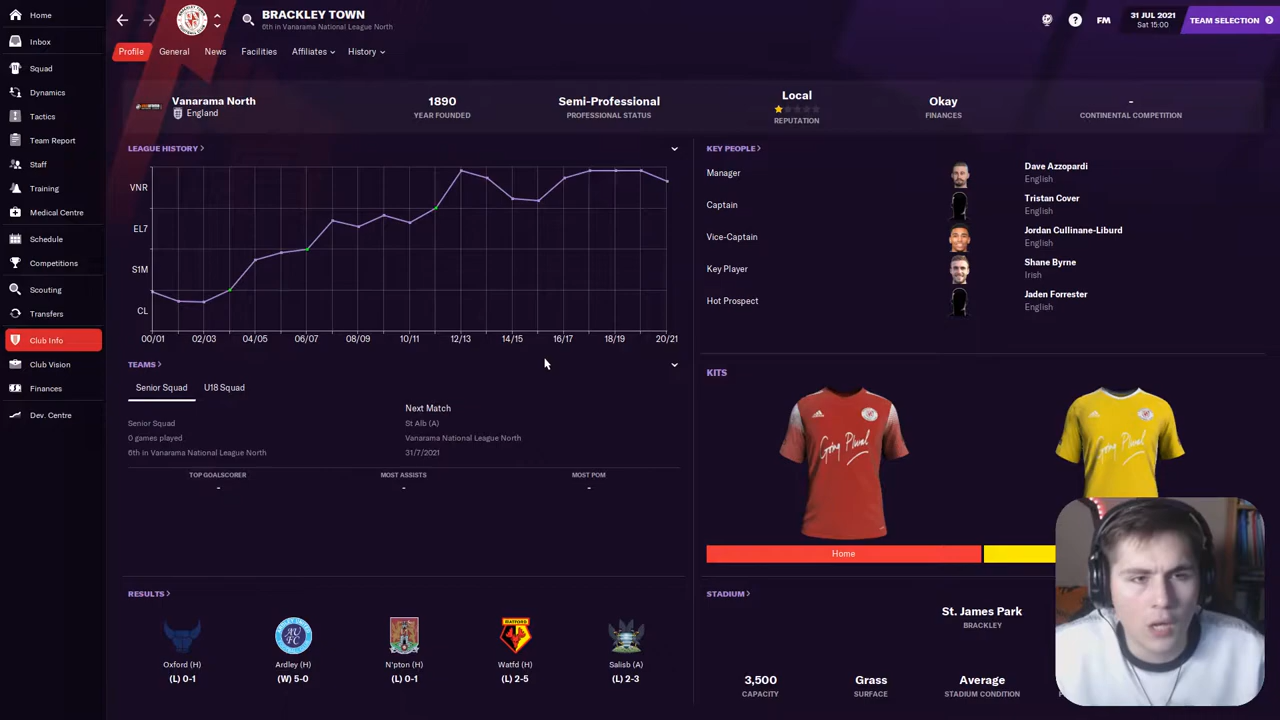 Home
Inbox
Squad
Dynamics
Tactics
Team Report
Staff
Training
Medical Centre
Schedule
Competitions
Scouting
Transfers
Club Info
Club Vision
Finances
Dev. Centre
BRACKLEY TOWN
6th in Vanarama National League North
FM
31 JUL 2021
Sat 15:00
TEAM SELECTION
Profile
General
News
Facilities
Affiliates
History
Vanarama North
England
1890
YEAR FOUNDED
Semi-Professional
PROFESSIONAL STATUS
Local
REPUTATION
Okay
FINANCES
-
CONTINENTAL COMPETITION
LEAGUE HISTORY
VNR
EL7
S1M
CL
00/01 02/03 04/05 06/07 08/09 10/11 12/13 14/15 16/17 18/19 20/21
TEAMS
Senior Squad
U18 Squad
Senior Squad
0 games played
6th in Vanarama National League North
Next Match
St Alb (A)
Vanarama National League North
31/7/2021
TOP GOALSCORER
-
MOST ASSISTS
-
MOST POM
-
RESULTS
Oxford (H)
(L) 0-1
Ardley (H)
(W) 5-0
N'pton (H)
(L) 0-1
Watfd (H)
(L) 2-5
Salisb (A)
(L) 2-3
KEY PEOPLE
Manager
Dave Azzopardi
English
Captain
Tristan Cover
English
Vice-Captain
Jordan Cullinane-Liburd
English
Key Player
Shane Byrne
Irish
Hot Prospect
Jaden Forrester
English
KITS
Going Plural
Going Plural
Home
STADIUM
St. James Park
BRACKLEY
3,500
CAPACITY
Grass
SURFACE
Average
STADIUM CONDITION